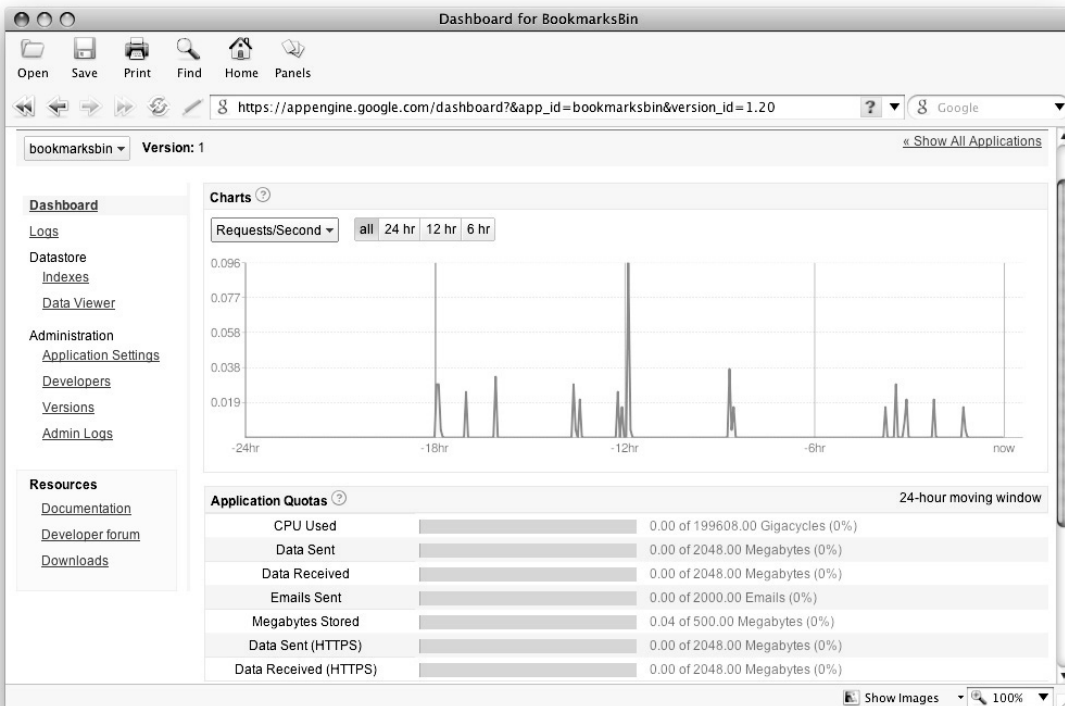 Dashboard for BookmarksBin
Open Save Print Find Home Panels
8 https://appengine.google.com/dashboard?&app_id=bookmarksbin&version_id=1.20 ? 8 Google
bookmarksbin Version: 1 « Show All Applications
Dashboard
Logs
Datastore
Indexes
Data Viewer
Administration
Application Settings
Developers
Versions
Admin Logs
Resources
Documentation
Developer forum
Downloads
Charts ?
Requests/Second all 24 hr 12 hr 6 hr
0.096
0.077
0.058
0.038
0.019
-24hr -18hr -12hr -6hr now
Application Quotas ? 24-hour moving window
CPU Used 0.00 of 199608.00 Gigacycles (0%)
Data Sent 0.00 of 2048.00 Megabytes (0%)
Data Received 0.00 of 2048.00 Megabytes (0%)
Emails Sent 0.00 of 2000.00 Emails (0%)
Megabytes Stored 0.04 of 500.00 Megabytes (0%)
Data Sent (HTTPS) 0.00 of 2048.00 Megabytes (0%)
Data Received (HTTPS) 0.00 of 2048.00 Megabytes (0%)
Show Images 100%